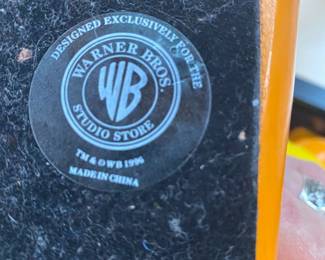 DESIGNED EXCLUSIVELY FOR THE
WARNER BROS.
WB
STUDIO STORE
TM & © WB 1996
MADE IN CHINA